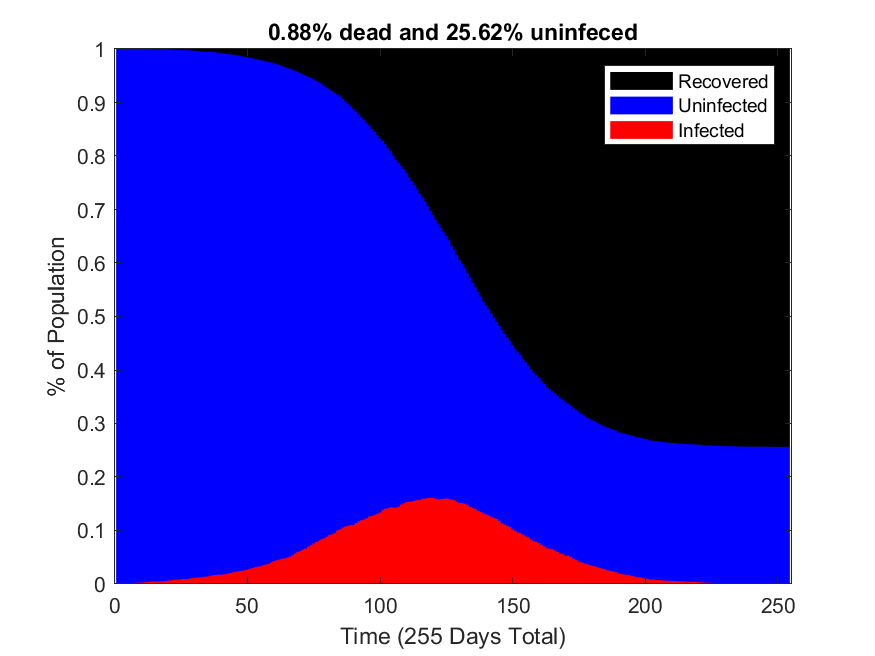 0.88% dead and 25.62% uninfeced
1
0.9
0.8
0.7
0.6
0.5
0.4
0.3
0.2
0.1
0
% of Population
Recovered
Uninfected
Infected
0 50 100 150 200 250
Time (255 Days Total)